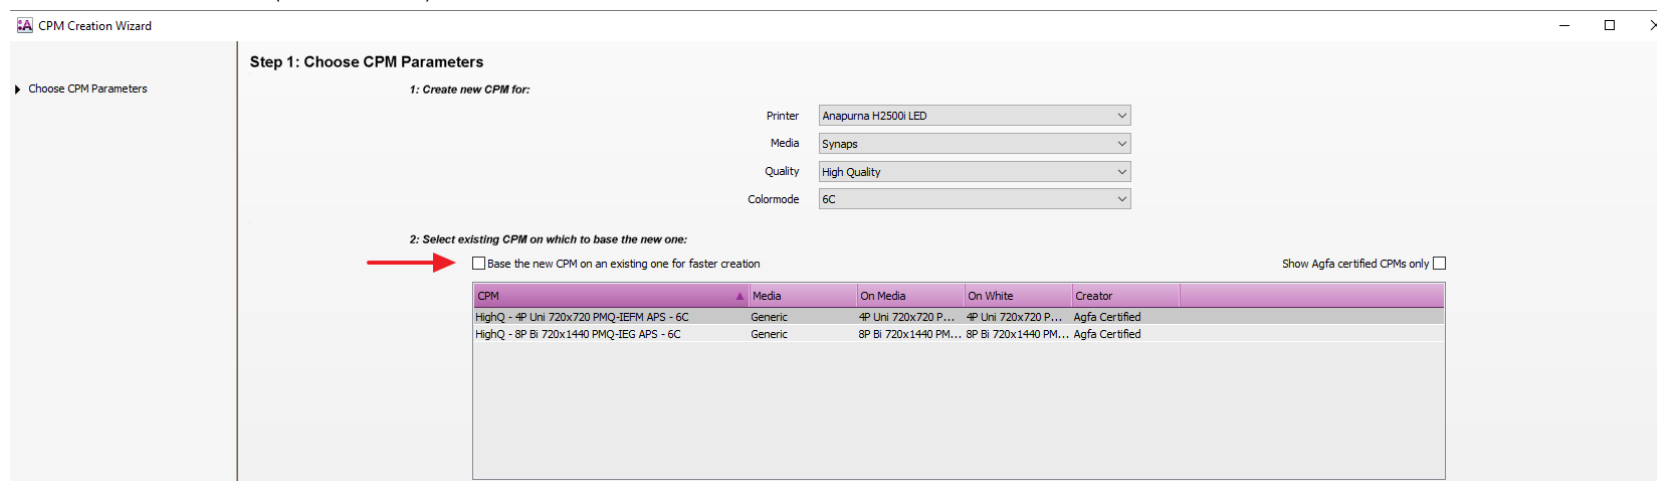 CPM Creation Wizard
Step 1: Choose CPM Parameters
Choose CPM Parameters
1: Create new CPM for:
Printer Anapurna H2500i LED
Media Synaps
Quality High Quality
Colormode 6C
2: Select existing CPM on which to base the new one:
Base the new CPM on an existing one for faster creation Show Agfa certified CPMs only
CPM Media On Media On White Creator
HighQ - 4P Uni 720x720 PMQ-IEFM APS - 6C Generic 4P Uni 720x720 P... 4P Uni 720x720 P... Agfa Certified
HighQ - 8P Bi 720x1440 PMQ-IEG APS - 6C Generic 8P Bi 720x1440 PM... 8P Bi 720x1440 PM... Agfa Certified